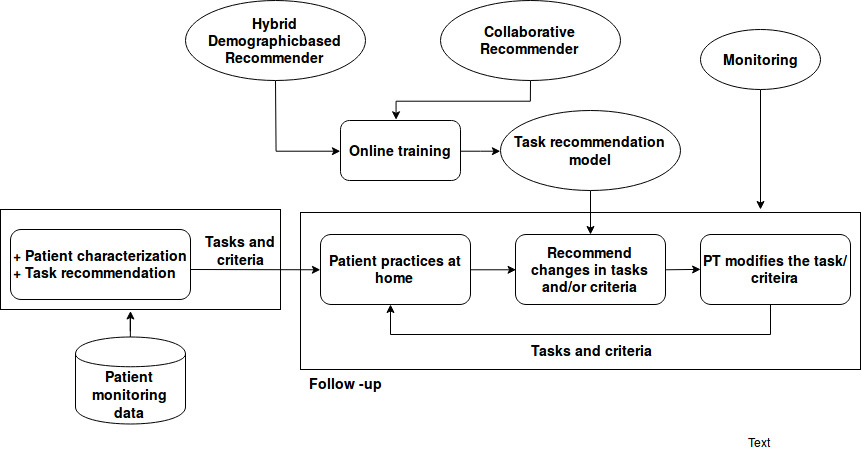 Hybrid
Demographicbased
Recommender
Collaborative
Recommender
Monitoring
Online training
Task recommendation
model
+ Patient characterization
+ Task recommendation
Tasks and
criteria
Patient practices at
home
Recommend
changes in tasks
and/or criteria
PT modifies the task/
criteira
Tasks and criteria
Patient
monitoring
data
Follow -up
Text